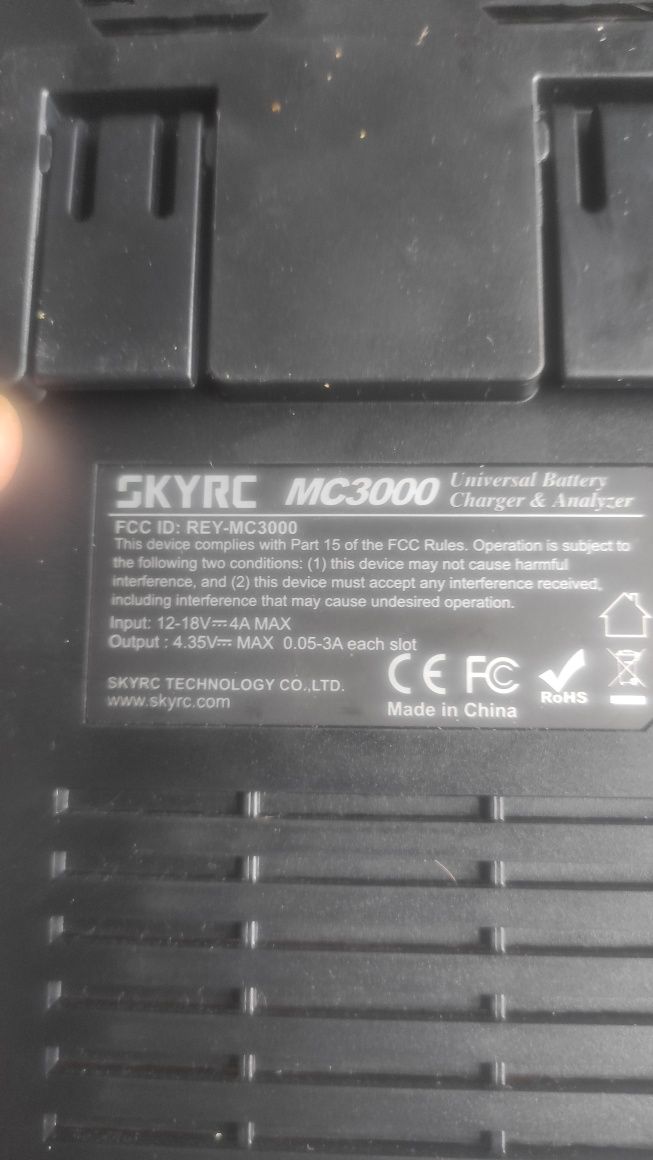 SKYRC MC3000 Universal Battery
Charger & Analyzer
FCC ID: REY-MC3000
This device complies with Part 15 of the FCC Rules. Operation is subject to
the following two conditions: (1) this device may not cause harmful
interference, and (2) this device must accept any interference received,
including interference that may cause undesired operation.
Input: 12-18V⎓4A MAX
Output : 4.35V⎓ MAX 0.05-3A each slot
SKYRC TECHNOLOGY CO.,LTD.
www.skyrc.com
CE FC RoHS
Made in China